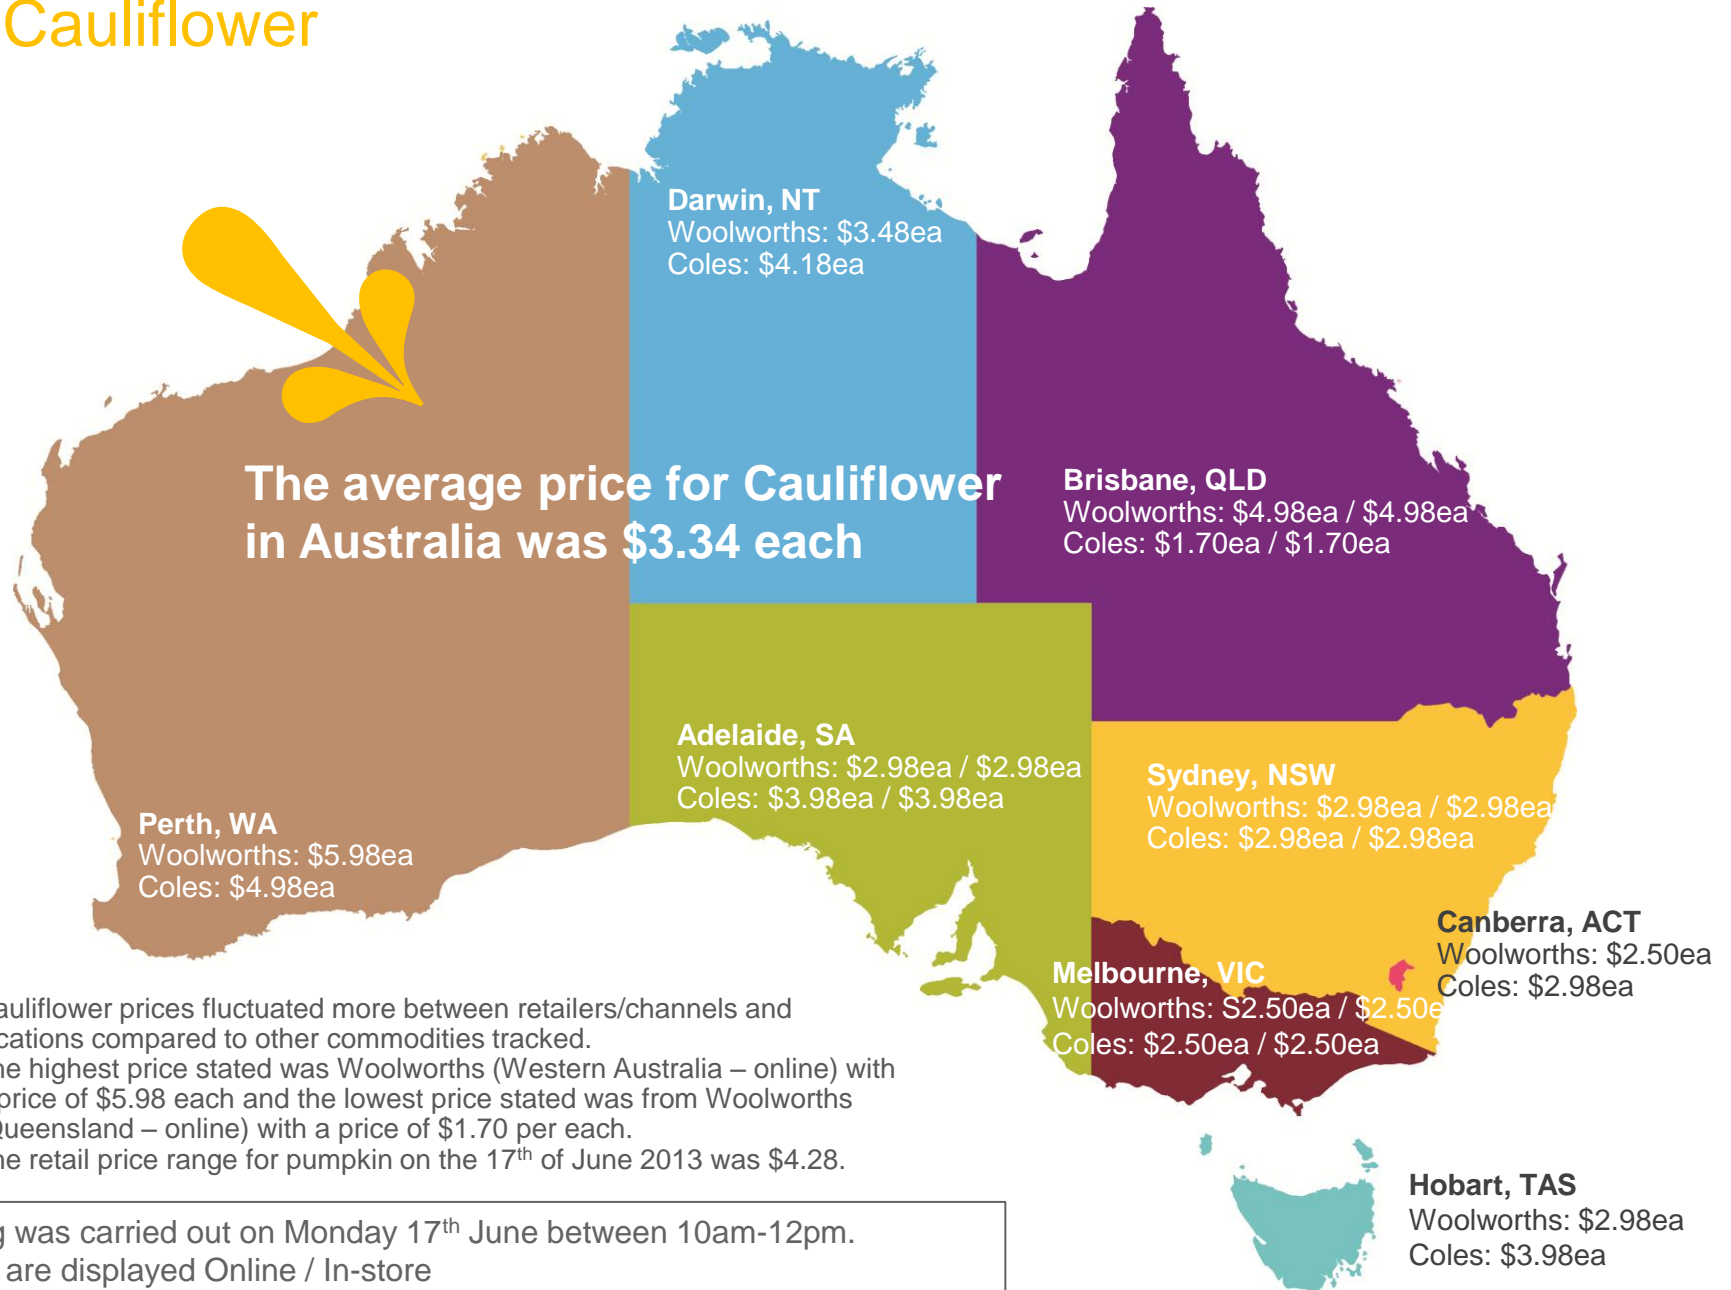 Cauliflower
Darwin, NT
Woolworths: $3.48ea
Coles: $4.18ea
The average price for Cauliflower
in Australia was $3.34 each
Brisbane, QLD
Woolworths: $4.98ea / $4.98ea
Coles: $1.70ea / $1.70ea
Adelaide, SA
Woolworths: $2.98ea / $2.98ea
Coles: $3.98ea / $3.98ea
Sydney, NSW
Woolworths: $2.98ea / $2.98ea
Coles: $2.98ea / $2.98ea
Perth, WA
Woolworths: $5.98ea
Coles: $4.98ea
Canberra, ACT
Woolworths: $2.50ea
Coles: $2.98ea
Melbourne, VIC
Woolworths: S2.50ea / $2.50e
Coles: $2.50ea / $2.50ea
auliflower prices fluctuated more between retailers/channels and
cations compared to other commodities tracked.
he highest price stated was Woolworths (Western Australia – online) with
price of $5.98 each and the lowest price stated was from Woolworths
Queensland – online) with a price of $1.70 per each.
he retail price range for pumpkin on the 17th of June 2013 was $4.28.
g was carried out on Monday 17th June between 10am-12pm.
are displayed Online / In-store
Hobart, TAS
Woolworths: $2.98ea
Coles: $3.98ea